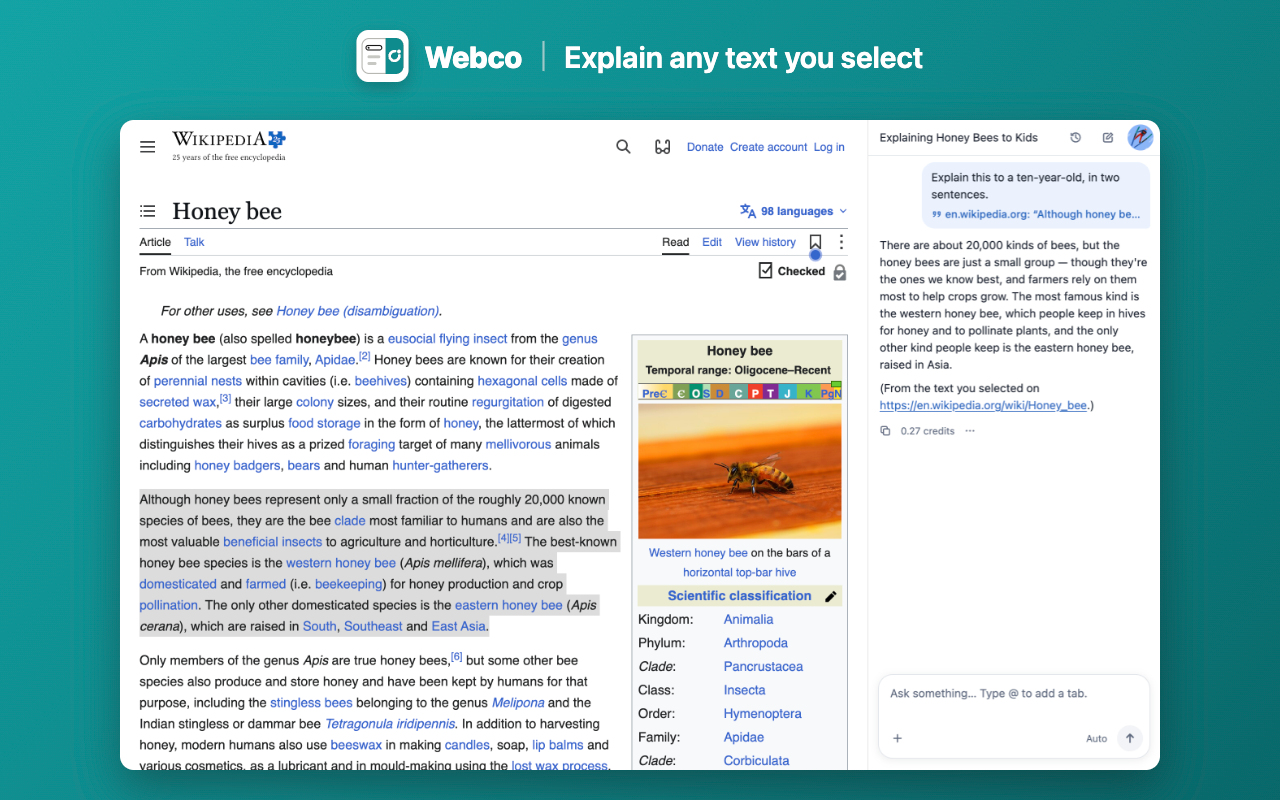 Webco | Explain any text you select
WIKIPEDIA 25
25 years of the free encyclopedia
Donate Create account Log in
Honey bee
98 languages
Article Talk
Read Edit View history
From Wikipedia, the free encyclopedia
Checked
For other uses, see Honey bee (disambiguation).
A honey bee (also spelled honeybee) is a eusocial flying insect from the genus
Apis of the largest bee family, Apidae.[2] Honey bees are known for their creation
of perennial nests within cavities (i.e. beehives) containing hexagonal cells made of
secreted wax,[3] their large colony sizes, and their routine regurgitation of digested
carbohydrates as surplus food storage in the form of honey, the lattermost of which
distinguishes their hives as a prized foraging target of many mellivorous animals
including honey badgers, bears and human hunter-gatherers.
Although honey bees represent only a small fraction of the roughly 20,000 known
species of bees, they are the bee clade most familiar to humans and are also the
most valuable beneficial insects to agriculture and horticulture.[4][5] The best-known
honey bee species is the western honey bee (Apis mellifera), which was
domesticated and farmed (i.e. beekeeping) for honey production and crop
pollination. The only other domesticated species is the eastern honey bee (Apis
cerana), which are raised in South, Southeast and East Asia.
Only members of the genus Apis are true honey bees,[6] but some other bee
species also produce and store honey and have been kept by humans for that
purpose, including the stingless bees belonging to the genus Melipona and the
Indian stingless or dammar bee Tetragonula iridipennis. In addition to harvesting
honey, modern humans also use beeswax in making candles, soap, lip balms and
various cosmetics, as a lubricant and in mould-making using the lost wax process.
Honey bee
Temporal range: Oligocene–Recent
PreꞒ Ꞓ O S D C P T J K PgN
Western honey bee on the bars of a
horizontal top-bar hive
Scientific classification
Kingdom: Animalia
Phylum: Arthropoda
Clade: Pancrustacea
Class: Insecta
Order: Hymenoptera
Family: Apidae
Clade: Corbiculata
Explaining Honey Bees to Kids
Explain this to a ten-year-old, in two
sentences.
en.wikipedia.org: “Although honey be...
There are about 20,000 kinds of bees, but the
honey bees are just a small group — though they're
the ones we know best, and farmers rely on them
most to help crops grow. The most famous kind is
the western honey bee, which people keep in hives
for honey and to pollinate plants, and the only
other kind people keep is the eastern honey bee,
raised in Asia.
(From the text you selected on
https://en.wikipedia.org/wiki/Honey_bee.)
0.27 credits ...
Ask something... Type @ to add a tab.
+ Auto